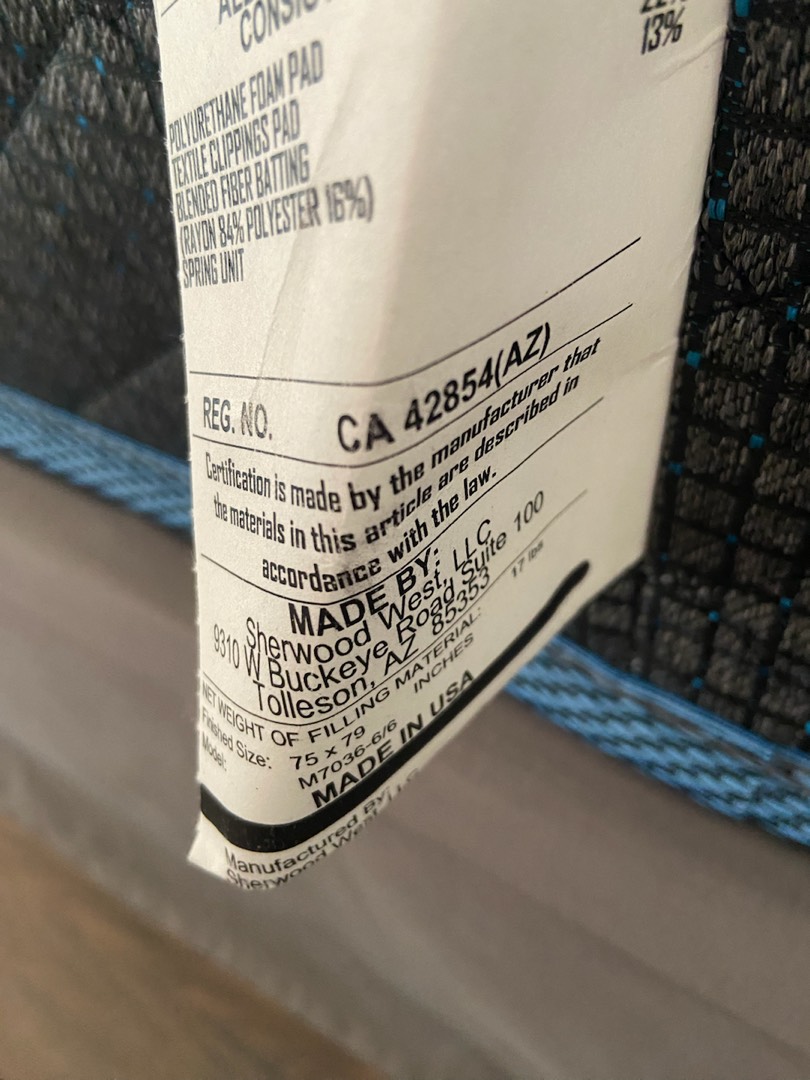 13%
POLYURETHANE FOAM PAD
TEXTILE CLIPPINGS PAD
BLENDED FIBER BATTING
(RAYON 84% POLYESTER 16%)
SPRING UNIT
REG. NO. CA 42854(AZ)
Certification is made by the manufacturer that
the materials in this article are described in
accordance with the law.
MADE BY:
Sherwood West, LLC
9310 W Buckeye Road Suite 100
Tolleson, AZ 85353
NET WEIGHT OF FILLING MATERIAL: 17 lbs
Finished Size: 75 x 79 INCHES
Model: M7036-6/6
MADE IN USA
Manufactured By:
Sherwood West, LLC